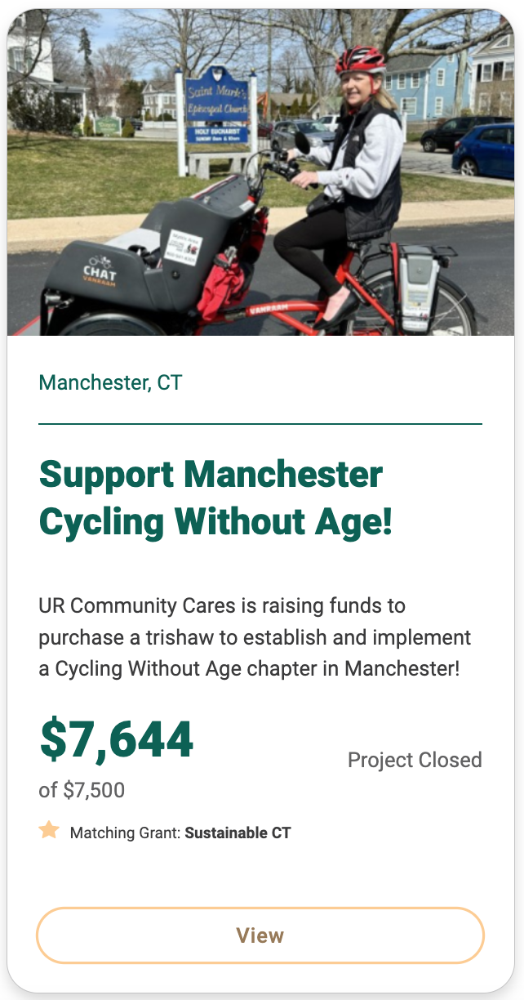 Saint Mark's
Episcopal Church
HOLY EUCHARIST
CHAT
VANRAAM
VANRAAM
Manchester, CT
Support Manchester
Cycling Without Age!
UR Community Cares is raising funds to
purchase a trishaw to establish and implement
a Cycling Without Age chapter in Manchester!
$7,644
Project Closed
of $7,500
Matching Grant: Sustainable CT
View